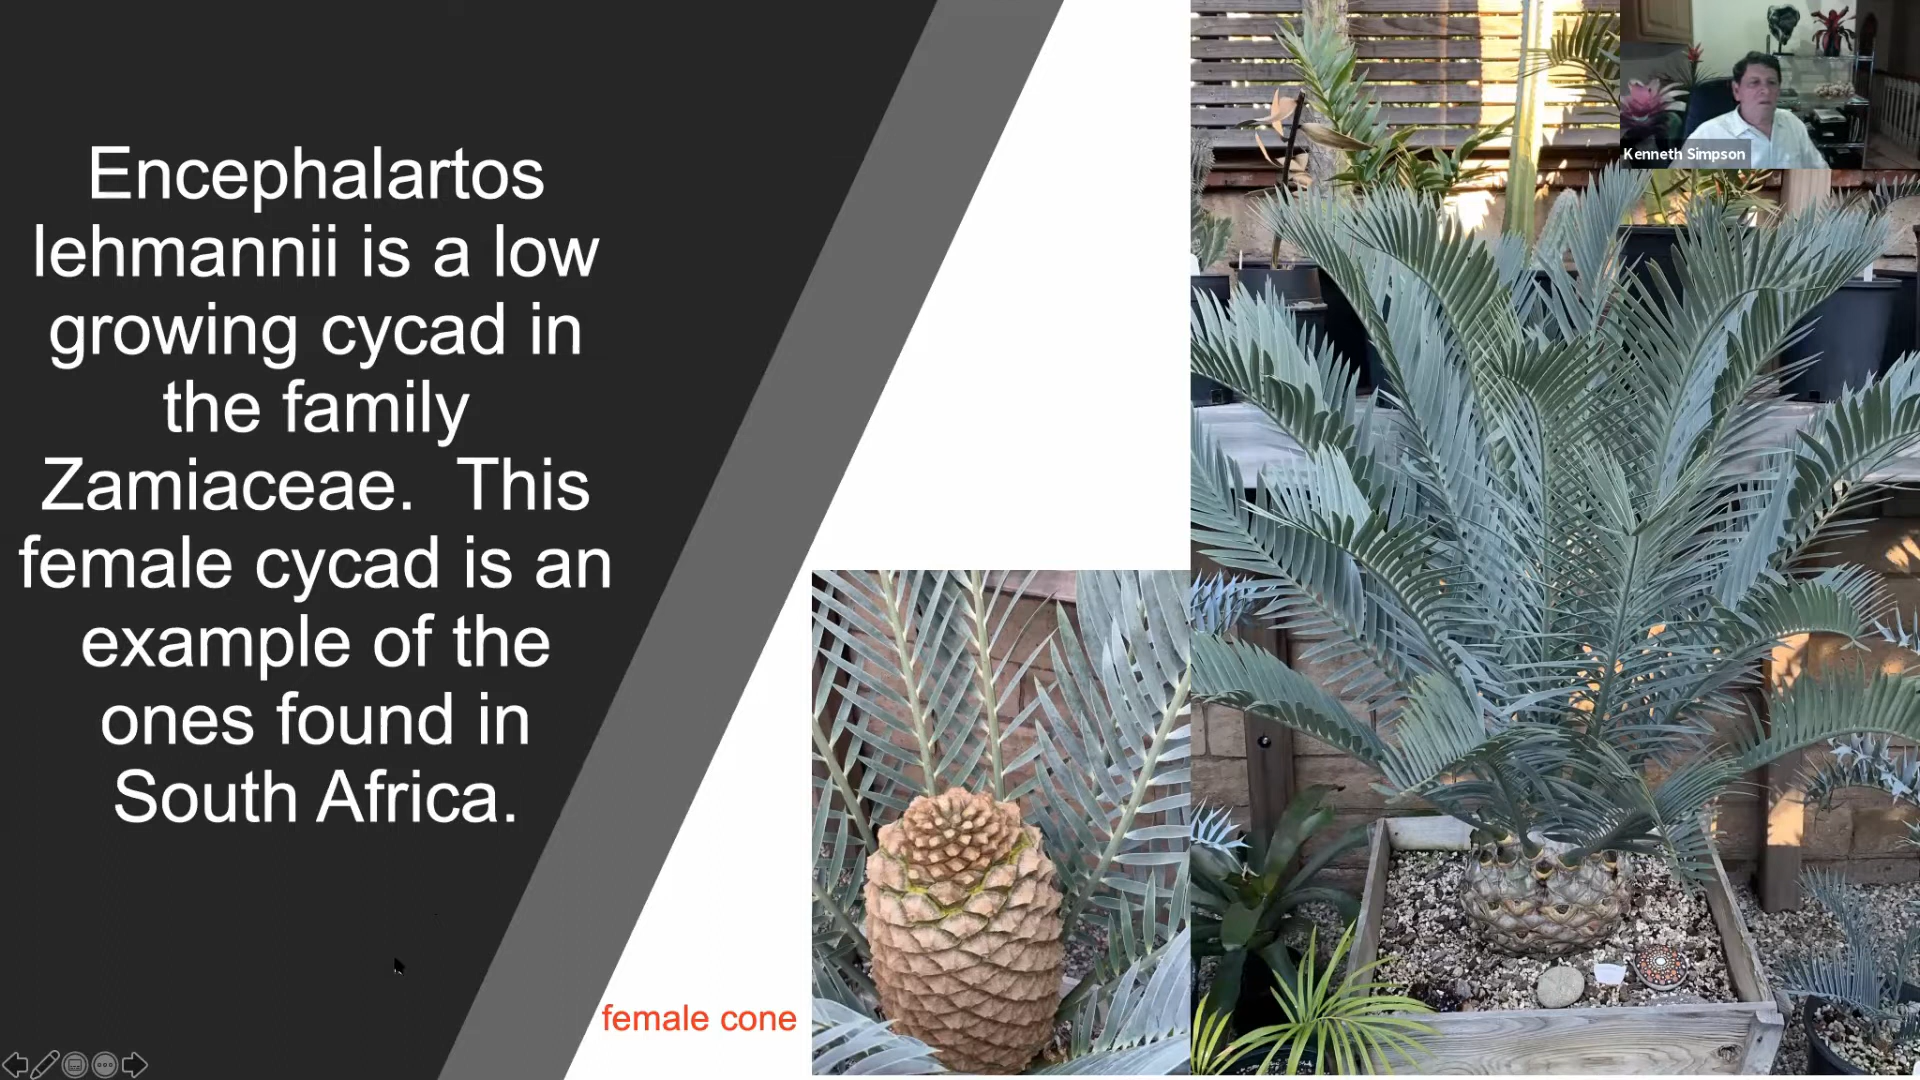 Encephalartos
lehmannii is a low
growing cycad in
the family
Zamiaceae.  This
female cycad is an
example of the
ones found in
South Africa.
female cone
Kenneth Simpson